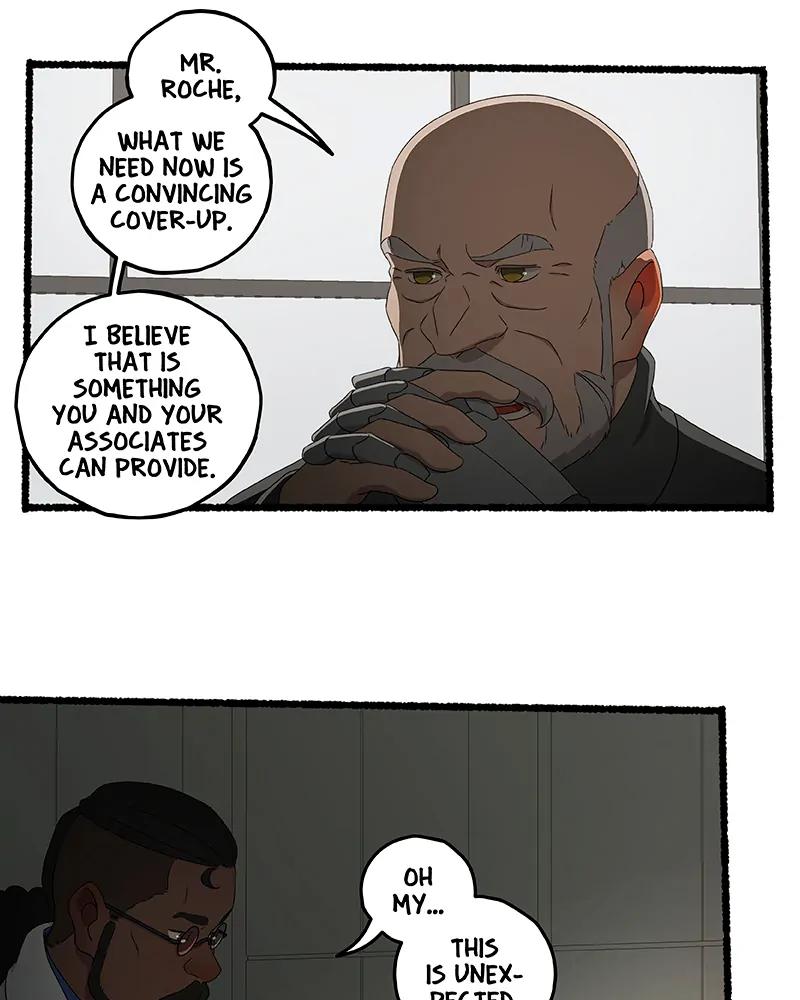 MR.
ROCHE,
WHAT WE
NEED NOW IS
A CONVINCING
COVER-UP.
I BELIEVE
THAT IS
SOMETHING
YOU AND YOUR
ASSOCIATES
CAN PROVIDE.
OH
MY...
THIS
IS UNEX-
PECTED